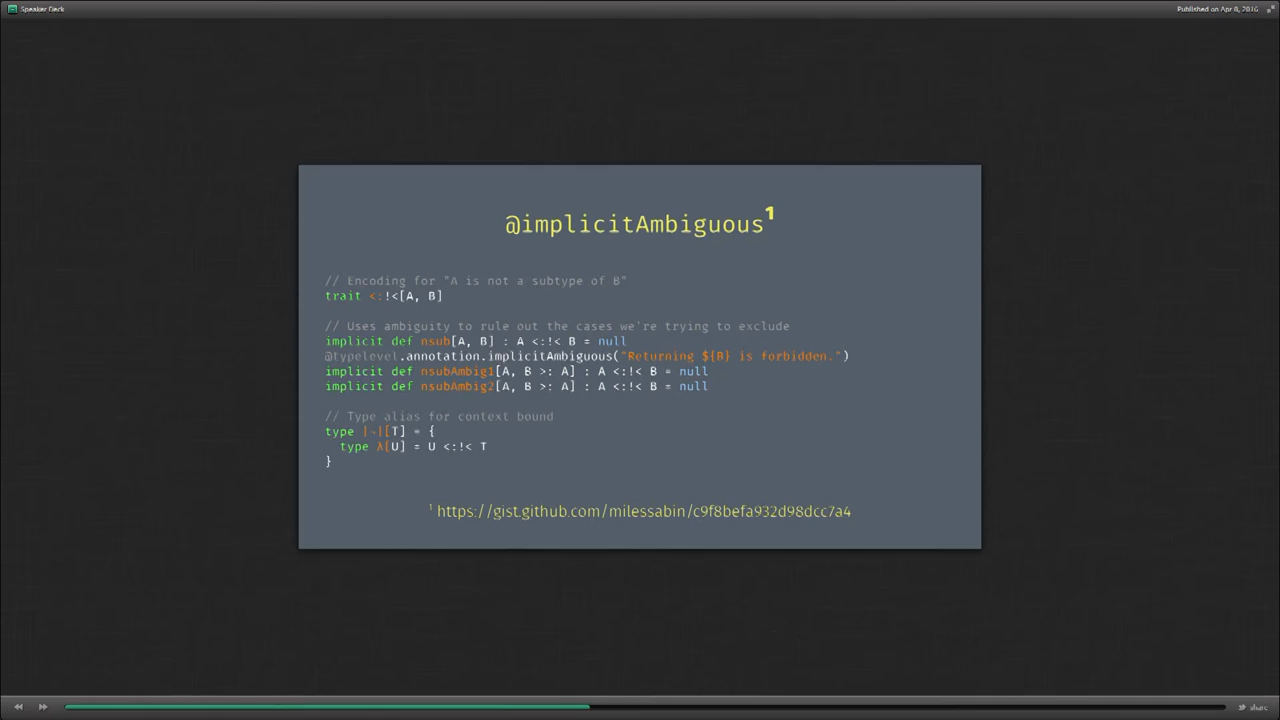 Speaker Deck
Published on Apr 8, 2016
@implicitAmbiguous¹
// Encoding for "A is not a subtype of B"
trait <:!<[A, B]
// Uses ambiguity to rule out the cases we're trying to exclude
implicit def nsub[A, B] : A <:!< B = null
@typelevel.annotation.implicitAmbiguous("Returning ${B} is forbidden.")
implicit def nsubAmbig1[A, B >: A] : A <:!< B = null
implicit def nsubAmbig2[A, B >: A] : A <:!< B = null
// Type alias for context bound
type |¬|[T] = {
type λ[U] = U <:!< T
}
¹ https://gist.github.com/milessabin/c9f8befa932d98dcc7a4
share